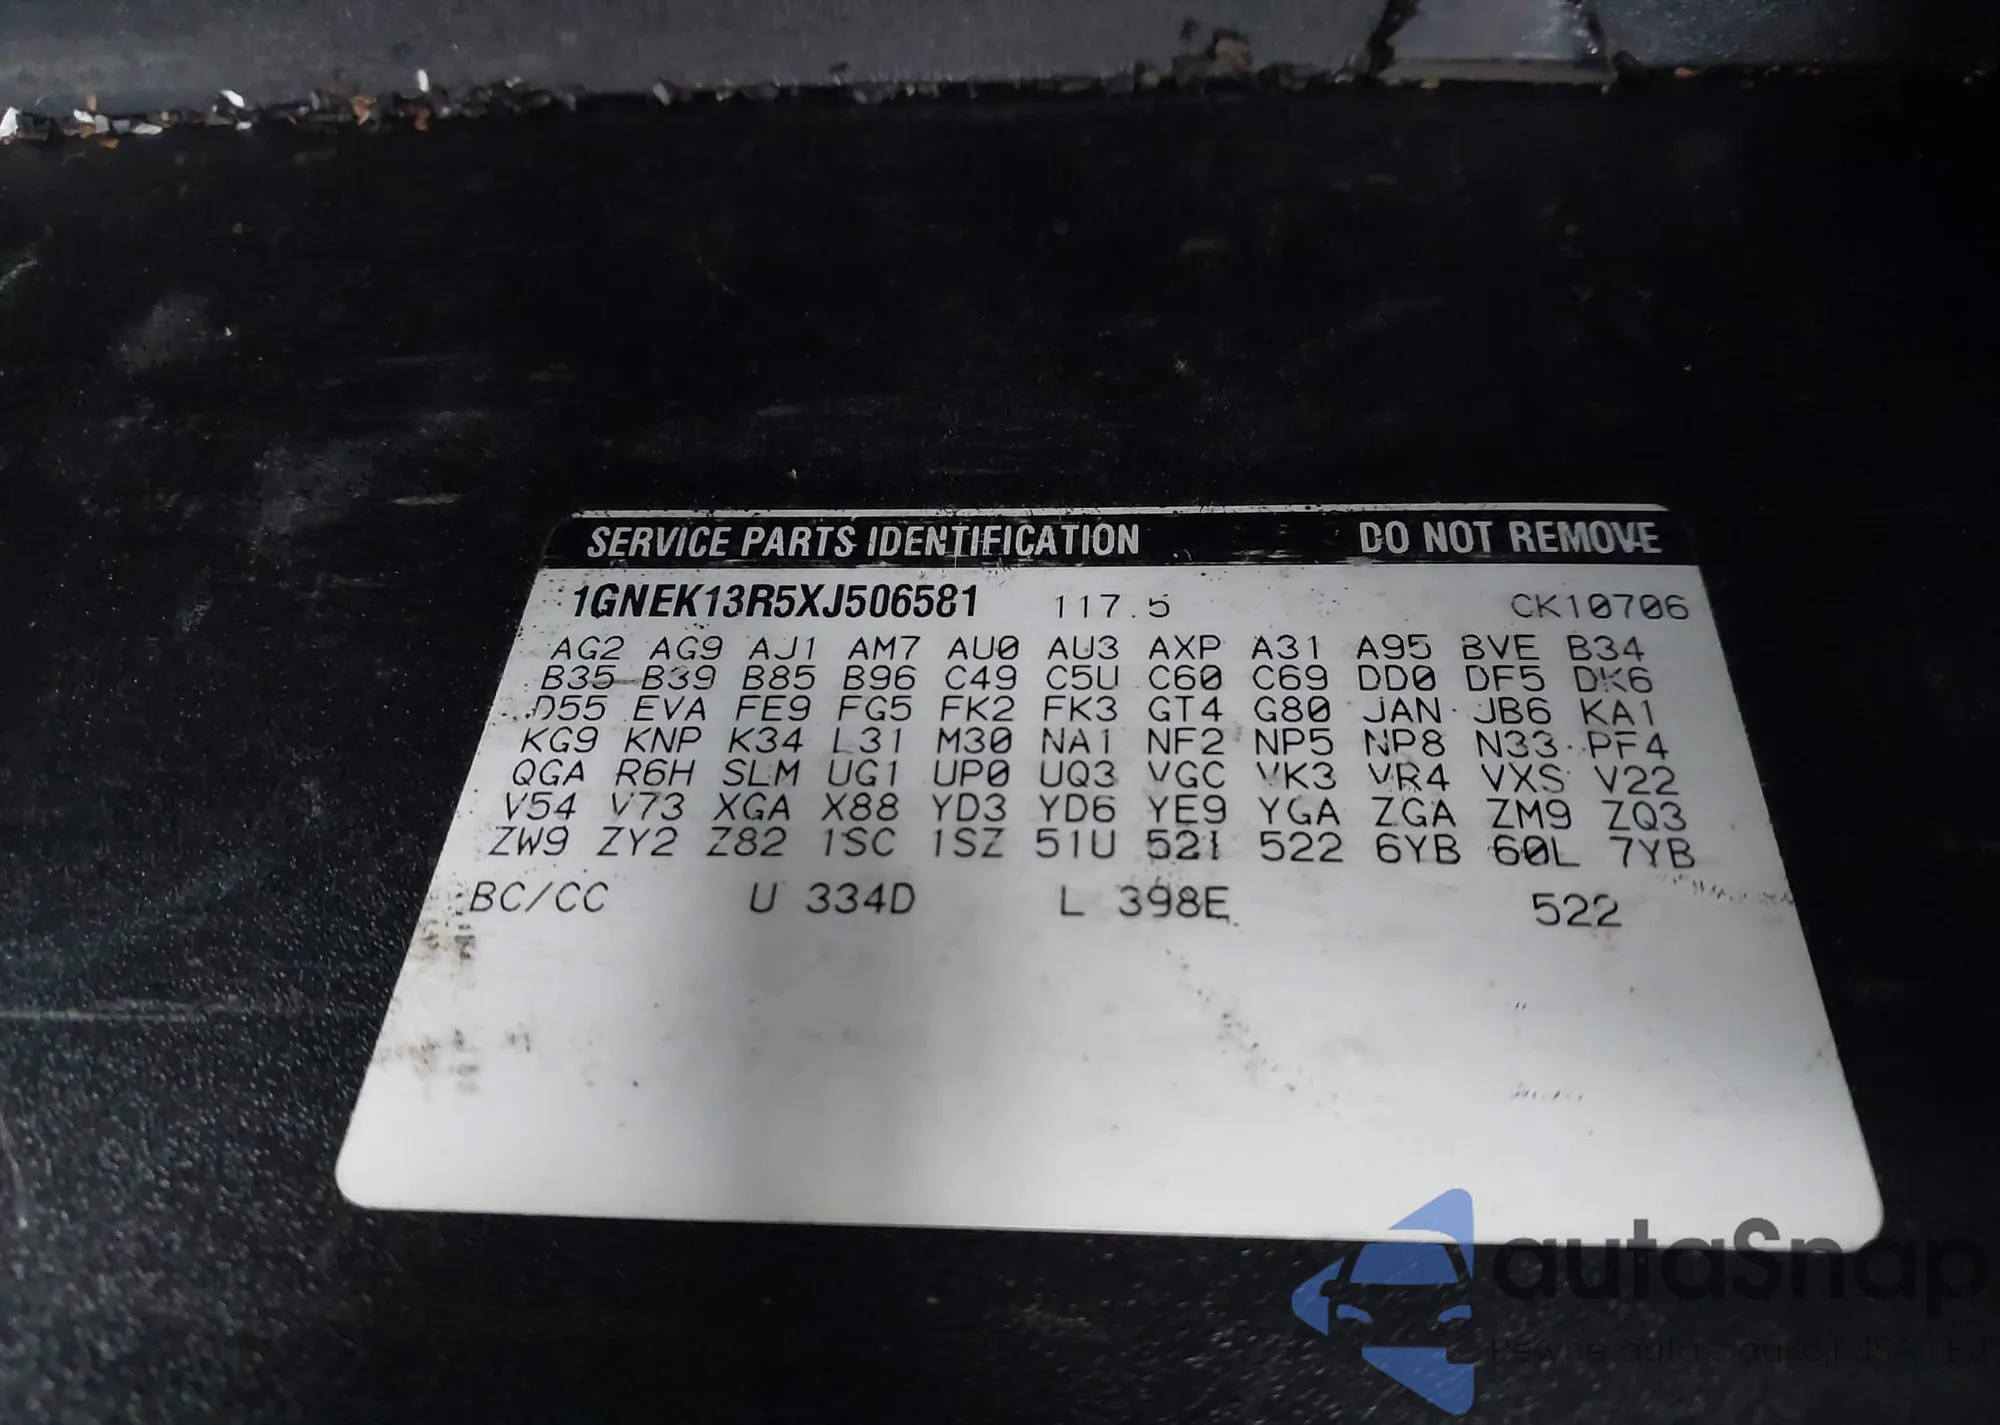 SERVICE PARTS IDENTIFICATION DO NOT REMOVE
1GNEK13R5XJ506581 117.5 CK10706
AG2 AG9 AJ1 AM7 AU0 AU3 AXP A31 A95 BVE B34
B35 B39 B85 B96 C49 C5U C60 C69 DD0 DF5 DK6
D55 EVA FE9 FG5 FK2 FK3 GT4 G80 JAN JB6 KA1
KG9 KNP K34 L31 M30 NA1 NF2 NP5 NP8 N33 PF4
QGA R6H SLM UG1 UP0 UQ3 VGC VK3 VR4 VXS V22
V54 V73 XGA X88 YD3 YD6 YE9 YGA ZGA ZM9 ZQ3
ZW9 ZY2 Z82 1SC 1SZ 51U 52I 522 6YB 60L 7YB
BC/CC U 334D L 398E 522
autaSnap
Pewne auta z aukcji